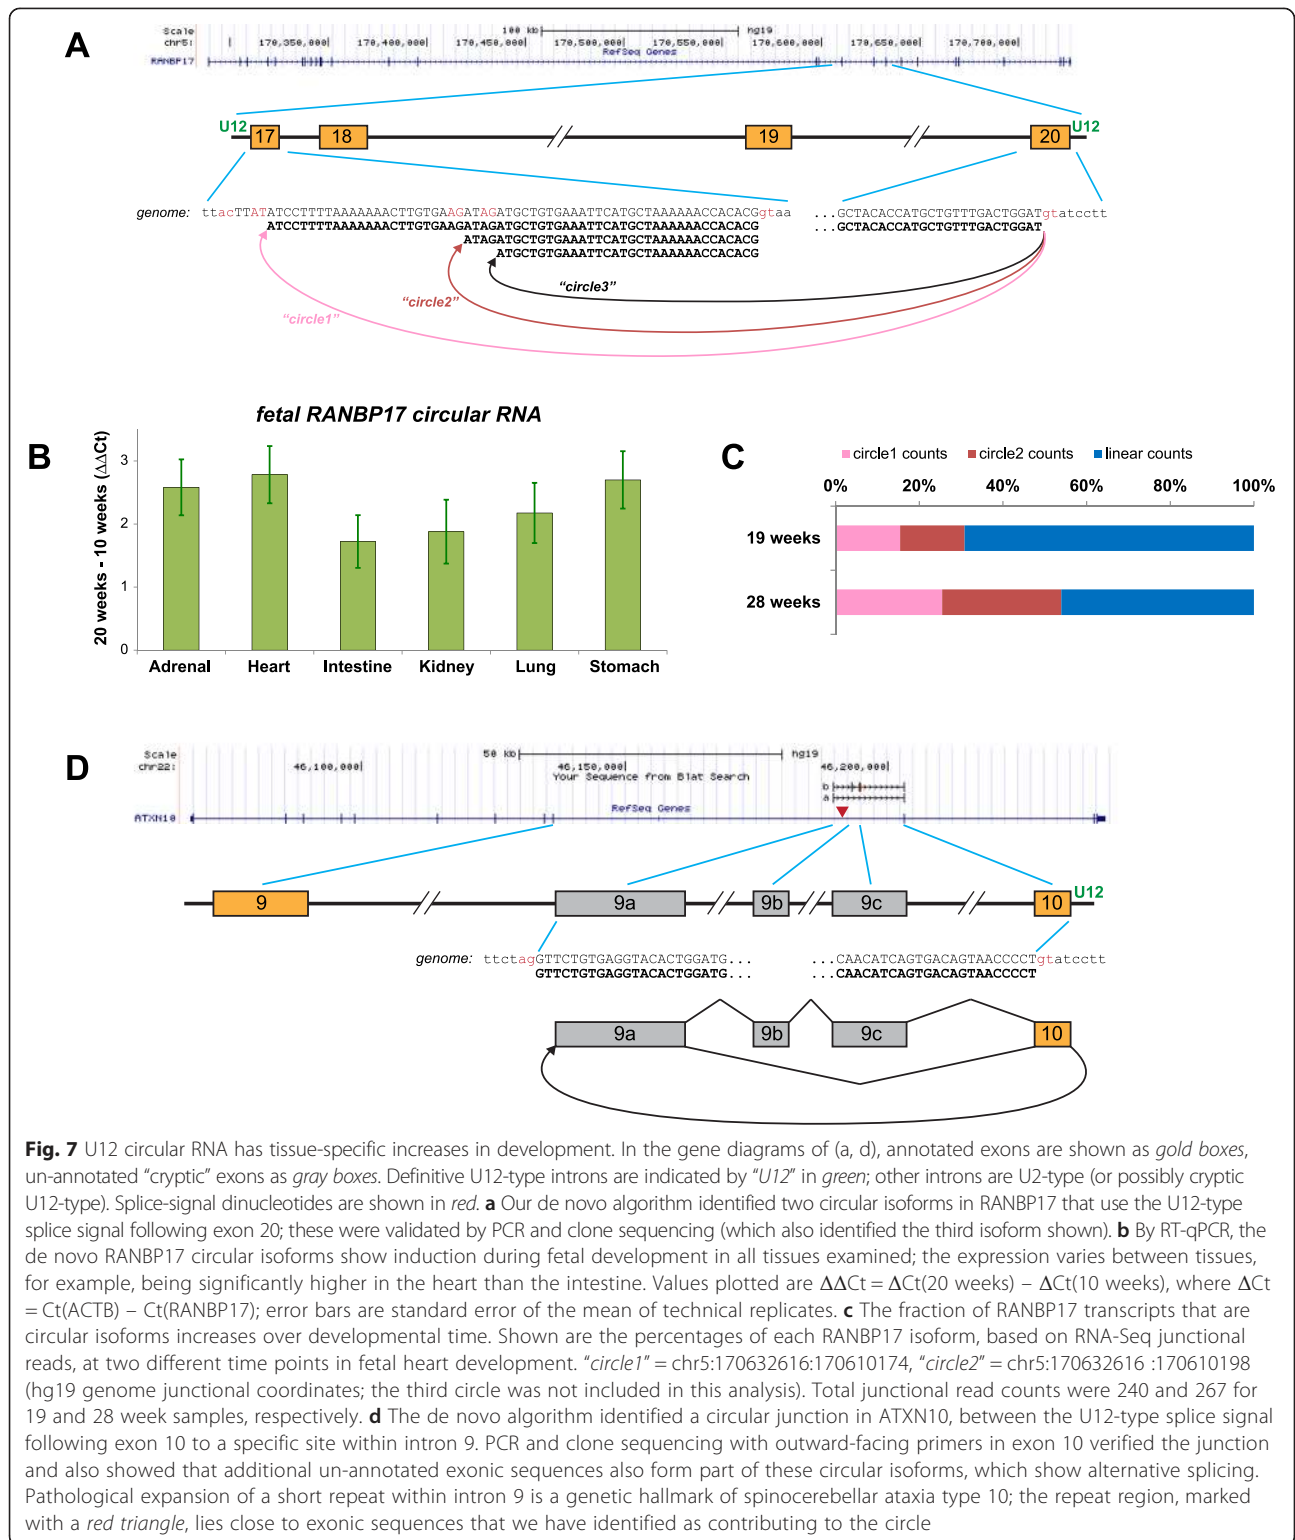 A
Scale
100 kb
hg19
chr5:
170,350,000
170,400,000
170,450,000
170,500,000
170,550,000
170,600,000
170,650,000
170,700,000
RefSeq Genes
RANBP17
U12
17
18
19
20
U12
genome: ttacTTATATCCTTTTAAAAAAACTTGTGAAGATAGATGCTGTGAAATTCATGCTAAAAAACCACACGgtaa ...GCTACACCATGCTGTTTGACTGGATgtatcctt
ATCCTTTTAAAAAAACTTGTGAAGATAGATGCTGTGAAATTCATGCTAAAAAACCACACG ...GCTACACCATGCTGTTTGACTGGAT
ATAGATGCTGTGAAATTCATGCTAAAAAACCACACG
ATGCTGTGAAATTCATGCTAAAAAACCACACG
“circle3”
“circle2”
“circle1”
B
fetal RANBP17 circular RNA
20 weeks - 10 weeks (ΔΔCt)
3
2
1
0
Adrenal
Heart
Intestine
Kidney
Lung
Stomach
C
circle1 counts
circle2 counts
linear counts
0%
20%
40%
60%
80%
100%
19 weeks
28 weeks
D
Scale
50 kb
hg19
chr22:
46,100,000
46,150,000
46,200,000
Your Sequence from Blat Search
b
a
RefSeq Genes
ATXN10
9
9a
9b
9c
10
U12
genome: ttctagGTTCTGTGAGGTACACTGGATG... ...CAACATCAGTGACAGTAACCCCTgtatcctt
GTTCTGTGAGGTACACTGGATG... ...CAACATCAGTGACAGTAACCCCT
9a
9b
9c
10
Fig. 7 U12 circular RNA has tissue-specific increases in development. In the gene diagrams of (a, d), annotated exons are shown as gold boxes,
un-annotated “cryptic” exons as gray boxes. Definitive U12-type introns are indicated by “U12” in green; other introns are U2-type (or possibly cryptic
U12-type). Splice-signal dinucleotides are shown in red. a Our de novo algorithm identified two circular isoforms in RANBP17 that use the U12-type
splice signal following exon 20; these were validated by PCR and clone sequencing (which also identified the third isoform shown). b By RT-qPCR, the
de novo RANBP17 circular isoforms show induction during fetal development in all tissues examined; the expression varies between tissues,
for example, being significantly higher in the heart than the intestine. Values plotted are ΔΔCt = ΔCt(20 weeks) – ΔCt(10 weeks), where ΔCt
= Ct(ACTB) – Ct(RANBP17); error bars are standard error of the mean of technical replicates. c The fraction of RANBP17 transcripts that are
circular isoforms increases over developmental time. Shown are the percentages of each RANBP17 isoform, based on RNA-Seq junctional
reads, at two different time points in fetal heart development. “circle1” = chr5:170632616:170610174, “circle2” = chr5:170632616 :170610198
(hg19 genome junctional coordinates; the third circle was not included in this analysis). Total junctional read counts were 240 and 267 for
19 and 28 week samples, respectively. d The de novo algorithm identified a circular junction in ATXN10, between the U12-type splice signal
following exon 10 to a specific site within intron 9. PCR and clone sequencing with outward-facing primers in exon 10 verified the junction
and also showed that additional un-annotated exonic sequences also form part of these circular isoforms, which show alternative splicing.
Pathological expansion of a short repeat within intron 9 is a genetic hallmark of spinocerebellar ataxia type 10; the repeat region, marked
with a red triangle, lies close to exonic sequences that we have identified as contributing to the circle